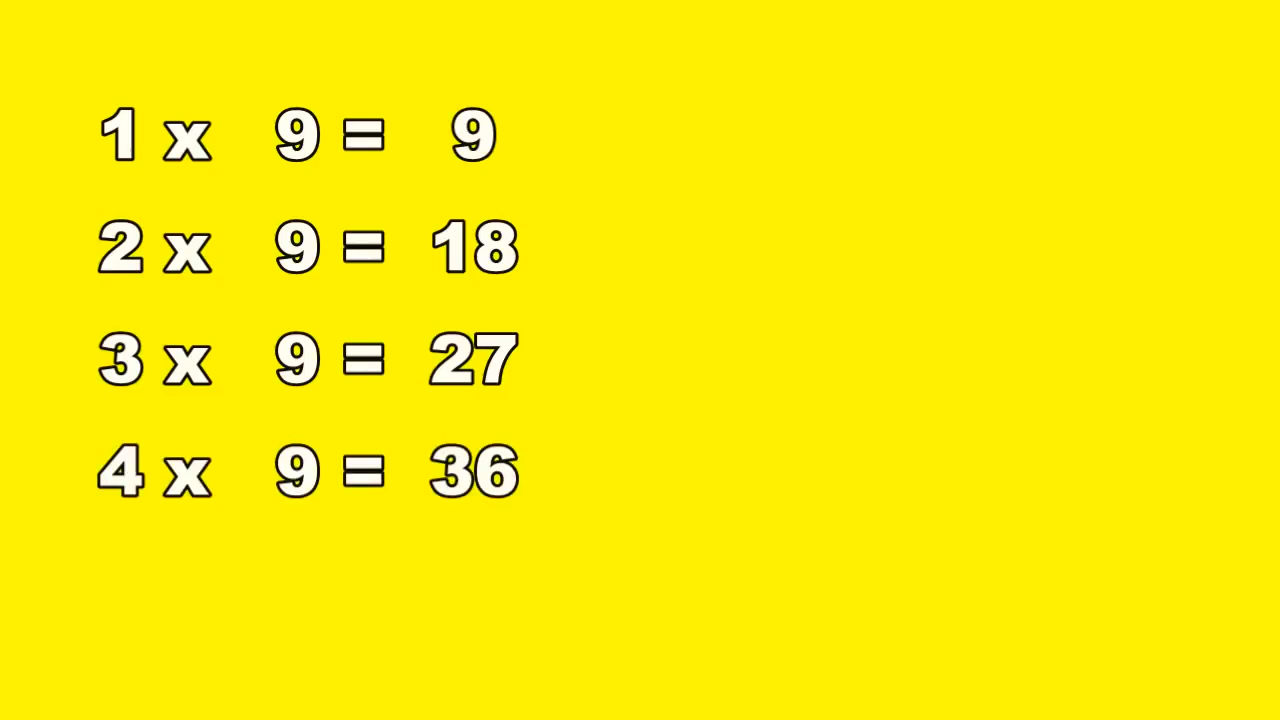 1 x 9 = 9
2 x 9 = 18
3 x 9 = 27
4 x 9 = 36